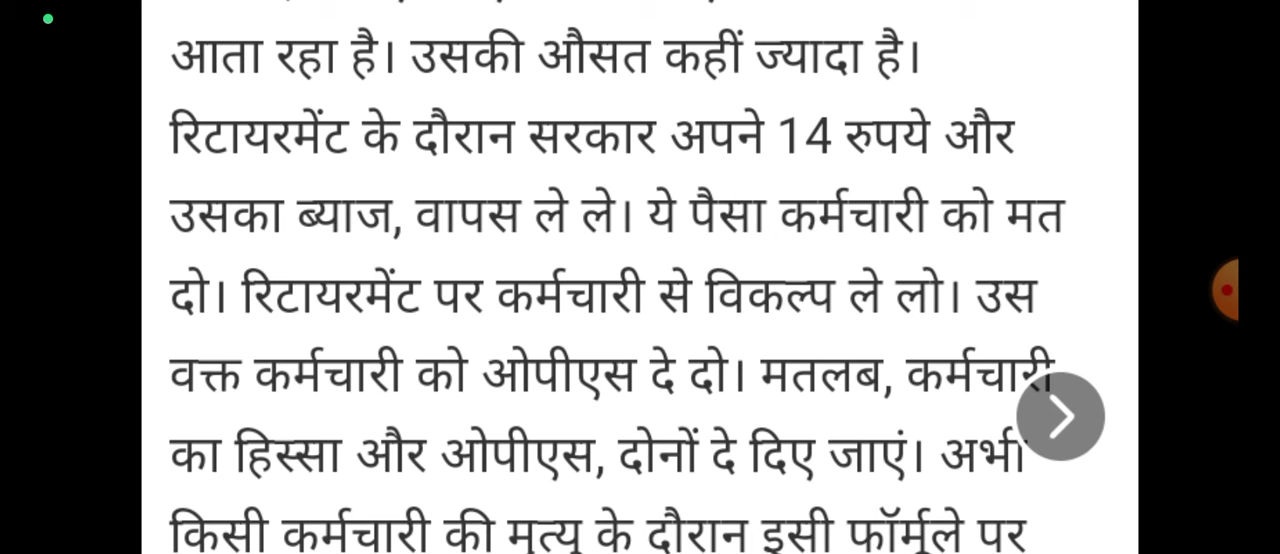 आता रहा है। उसकी औसत कहीं ज्यादा है।
रिटायरमेंट के दौरान सरकार अपने 14 रुपये और
उसका ब्याज, वापस ले ले। ये पैसा कर्मचारी को मत
दो। रिटायरमेंट पर कर्मचारी से विकल्प ले लो। उस
वक्त कर्मचारी को ओपीएस दे दो। मतलब, कर्मचारी
का हिस्सा और ओपीएस, दोनों दे दिए जाएं। अभी
किसी कर्मचारी की मृत्यु के दौरान इसी फॉर्मूले पर